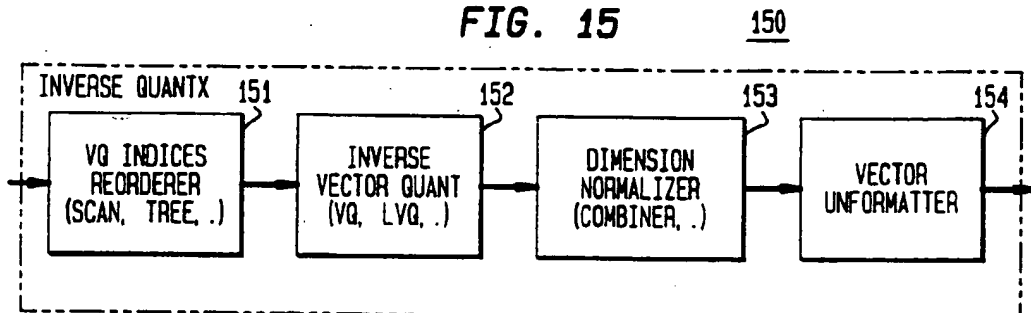 FIG. 15
150
INVERSE QUANTX
151
152
153
154
VQ INDICES
REORDERER
(SCAN, TREE, .)
INVERSE
VECTOR QUANT
(VQ, LVQ, .)
DIMENSION
NORMALIZER
(COMBINER, .)
VECTOR
UNFORMATTER